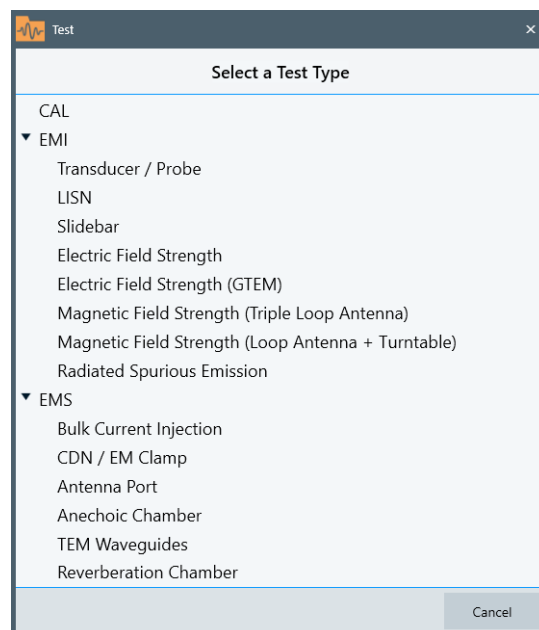 Test
Select a Test Type
CAL
EMI
Transducer / Probe
LISN
Slidebar
Electric Field Strength
Electric Field Strength (GTEM)
Magnetic Field Strength (Triple Loop Antenna)
Magnetic Field Strength (Loop Antenna + Turntable)
Radiated Spurious Emission
EMS
Bulk Current Injection
CDN / EM Clamp
Antenna Port
Anechoic Chamber
TEM Waveguides
Reverberation Chamber
Cancel